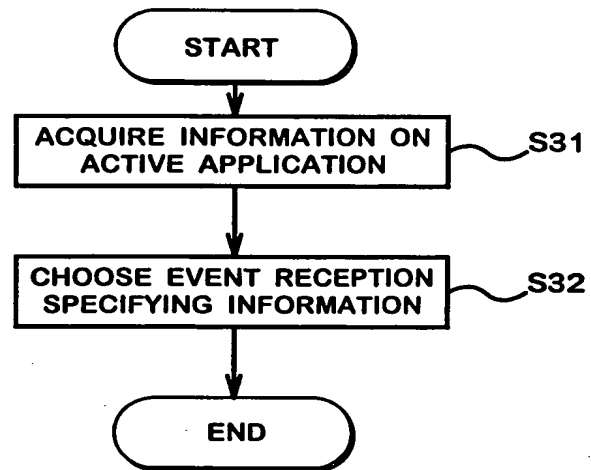 START
ACQUIRE INFORMATION ON
ACTIVE APPLICATION
S31
CHOOSE EVENT RECEPTION
SPECIFYING INFORMATION
S32
END